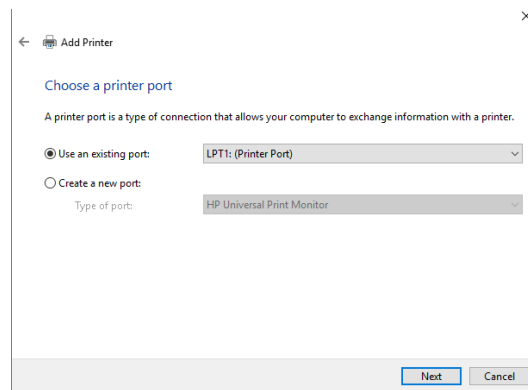 Add Printer
Choose a printer port
A printer port is a type of connection that allows your computer to exchange information with a printer.
Use an existing port: LPT1: (Printer Port)
Create a new port:
Type of port: HP Universal Print Monitor
Next Cancel